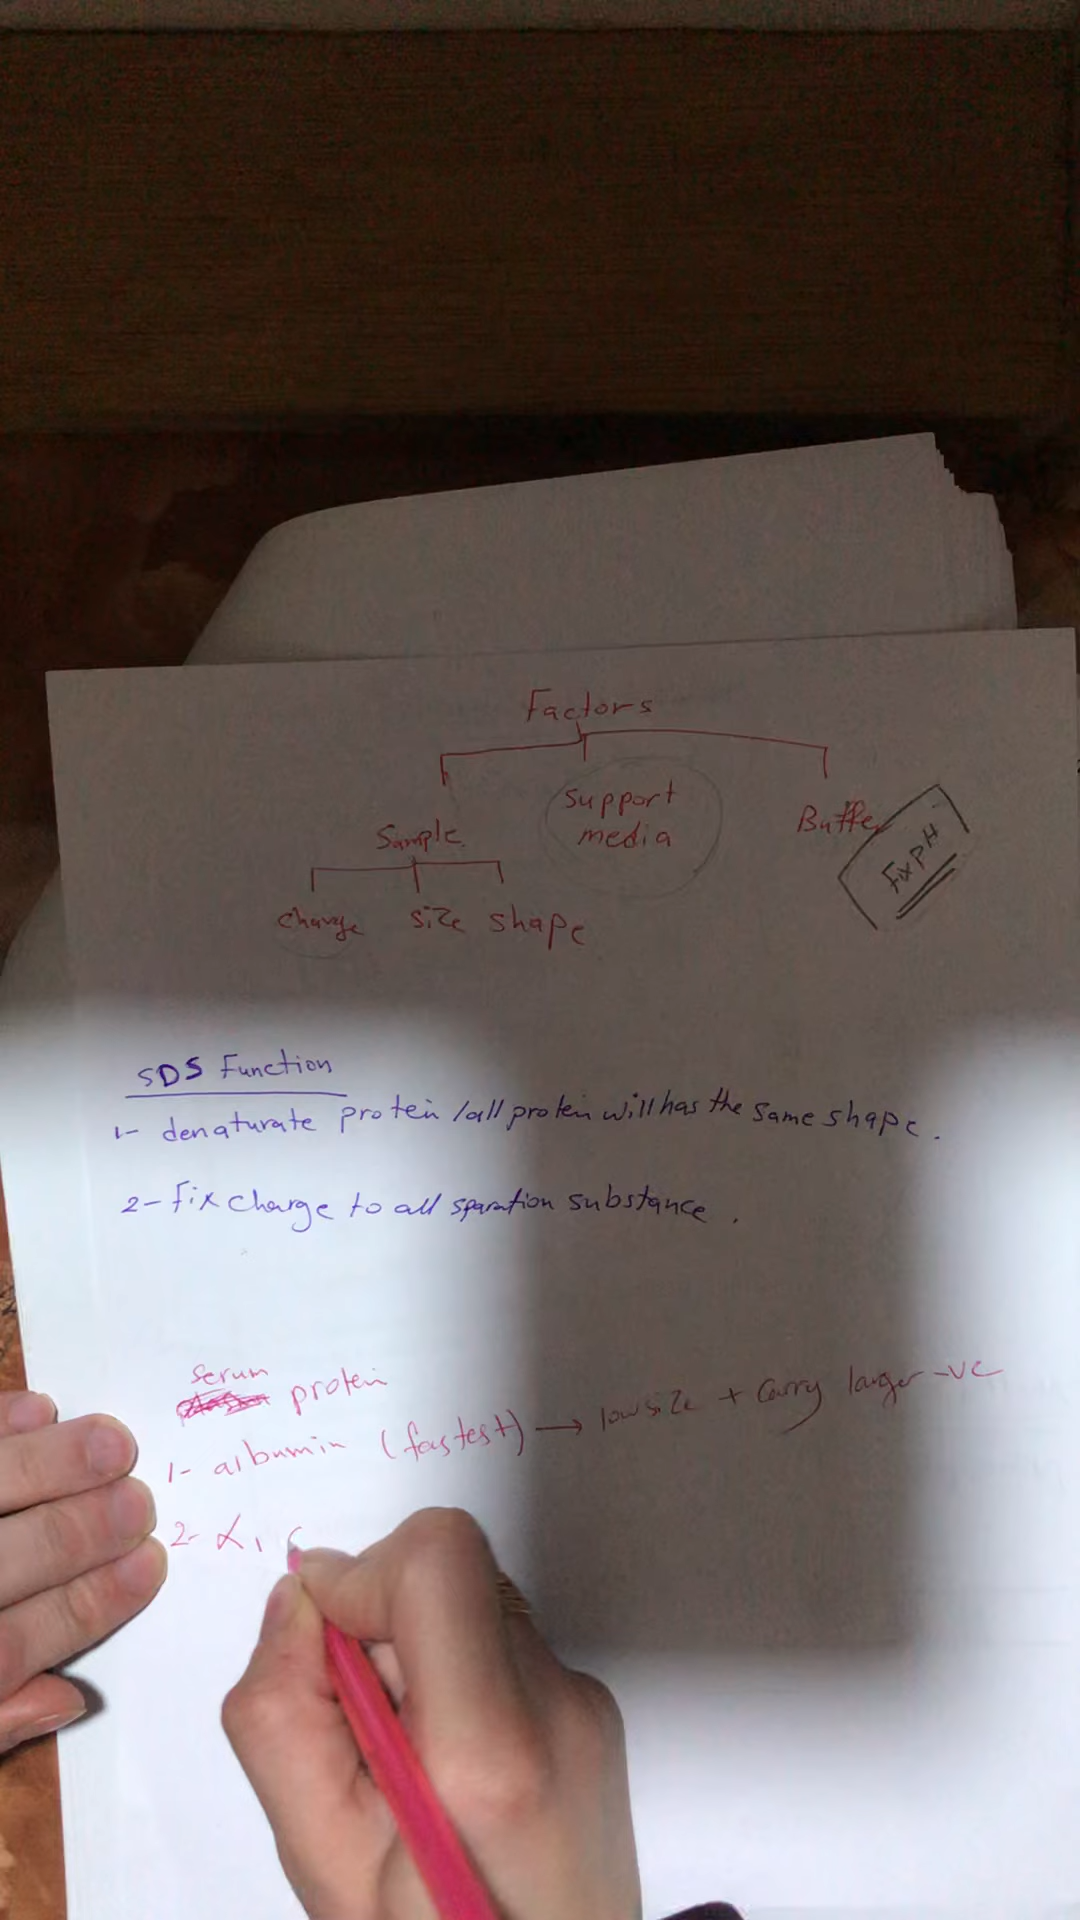 Factors
Sample
support
media
Buffer
Fix pH
charge size shape
SDS Function
1- denaturate protein / all protein will has the same shape.
2- fix charge to all sparation substance.
serum
protein
1- albumin (fastest) → low size + carry larger -ve
2- α1